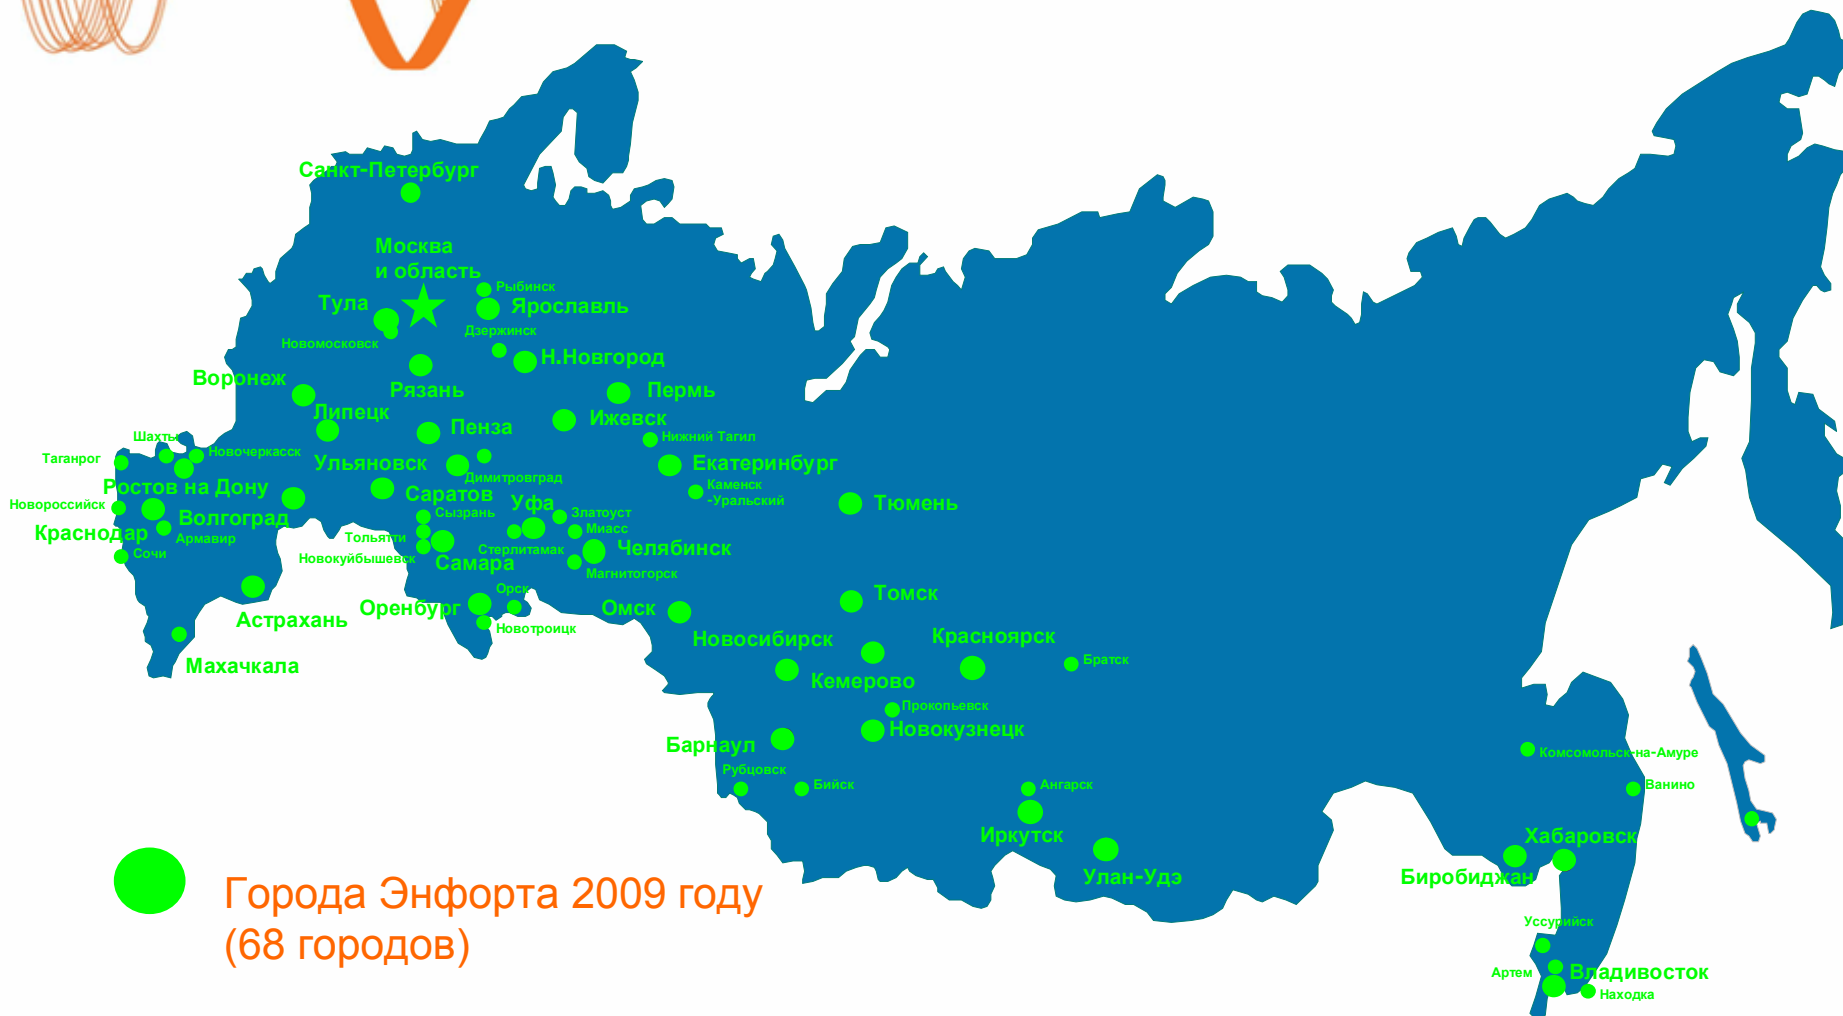 Санкт-Петербург
Москва
и область
Рыбинск
Тула
Ярославль
Дзержинск
Новомосковск
Н.Новгород
Воронеж
Рязань
Пермь
Липецк
Ижевск
Пенза
Шахты
Нижний Тагил
Таганрог
Новочеркасск
Ульяновск
Екатеринбург
Димитровград
Ростов на Дону
Каменск
-Уральский
Саратов
Уфа
Новороссийск
Тюмень
Волгоград
Сызрань
Златоуст
Краснодар
Армавир
Тольятти
Миасс
Стерлитамак
Челябинск
Сочи
Новокуйбышевск
Самара
Магнитогорск
Орск
Томск
Оренбург
Омск
Астрахань
Новотроицк
Новосибирск
Красноярск
Махачкала
Братск
Кемерово
Прокопьевск
Новокузнецк
Барнаул
Комсомольск-на-Амуре
Рубцовск
Бийск
Ангарск
Ванино
Иркутск
Хабаровск
Улан-Удэ
Биробиджан
Города Энфорта 2009 году
(68 городов)
Уссурийск
Артем
Владивосток
Находка